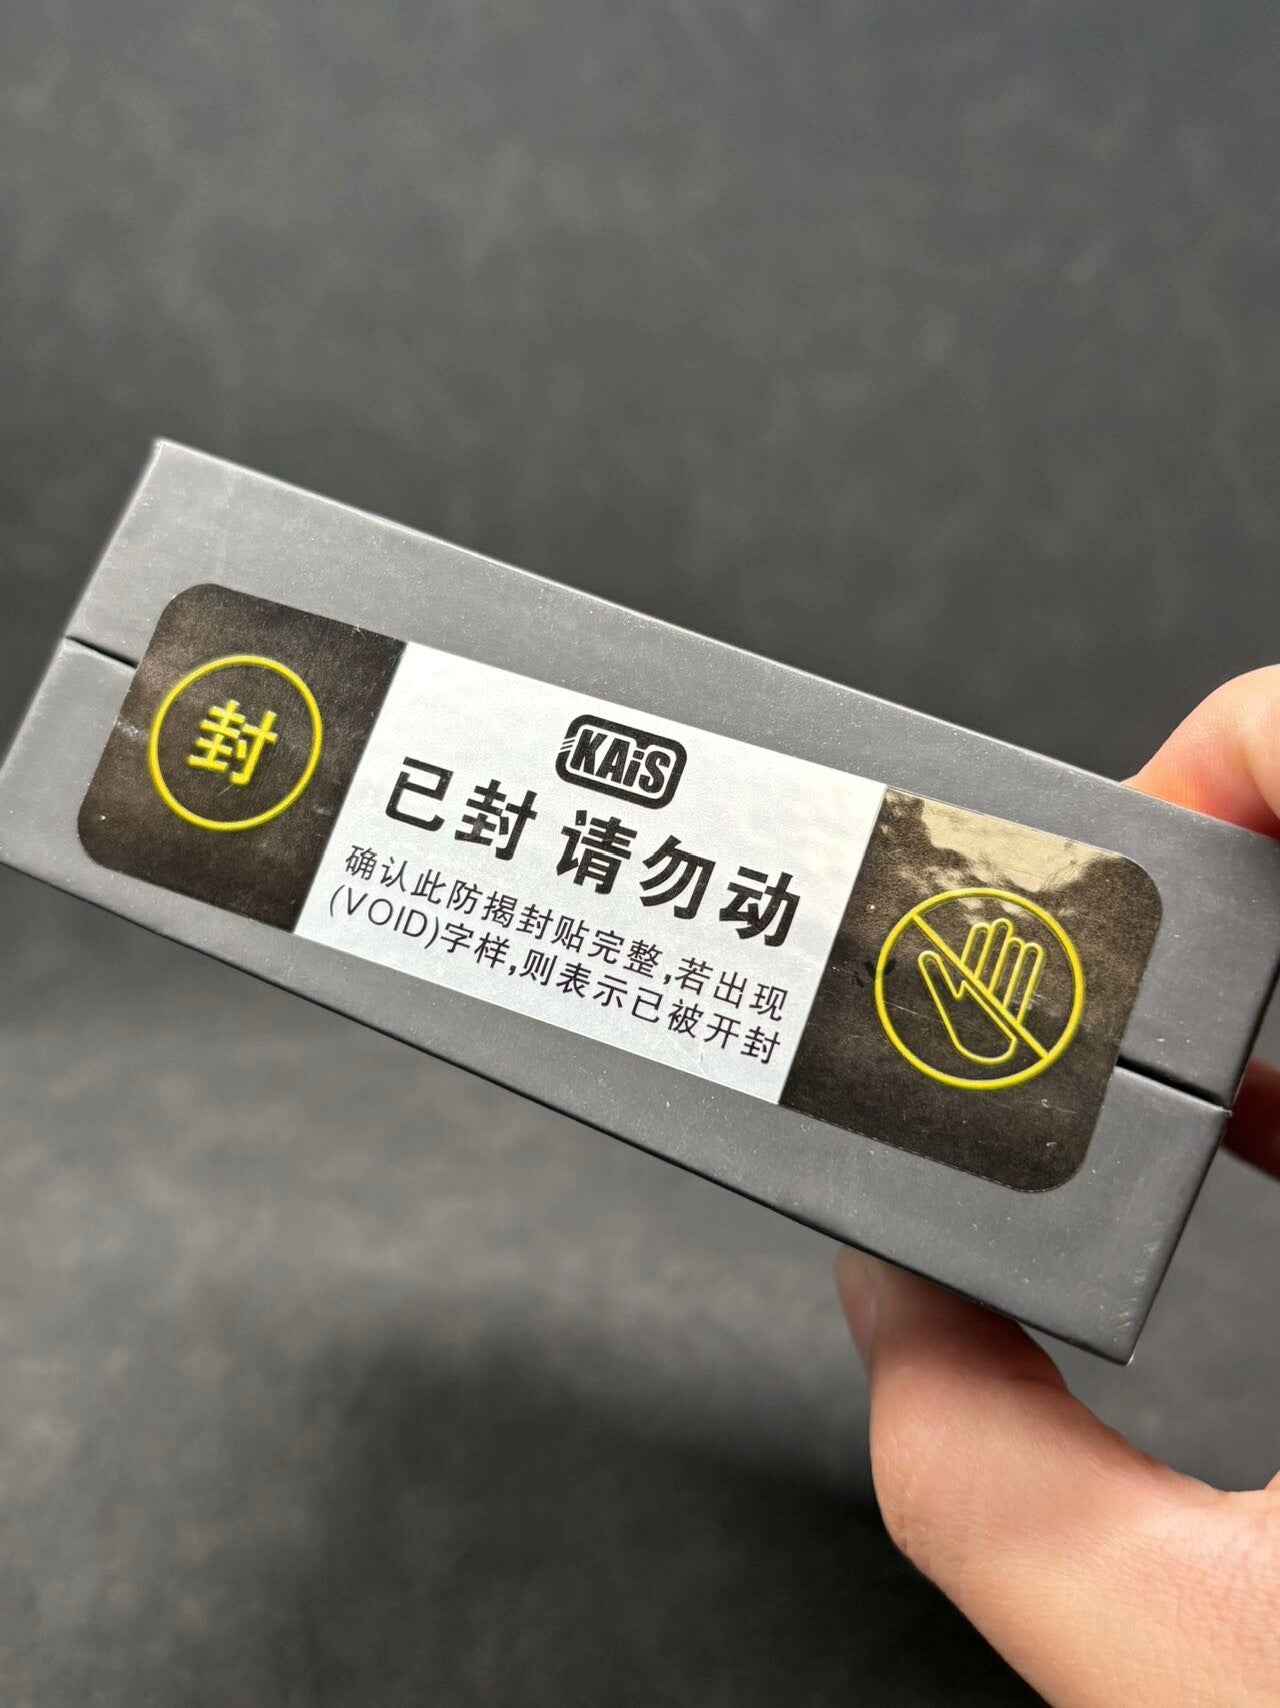 封
KAiS
已封 请勿动
确认此防揭封贴完整,若出现
(VOID)字样,则表示已被开封